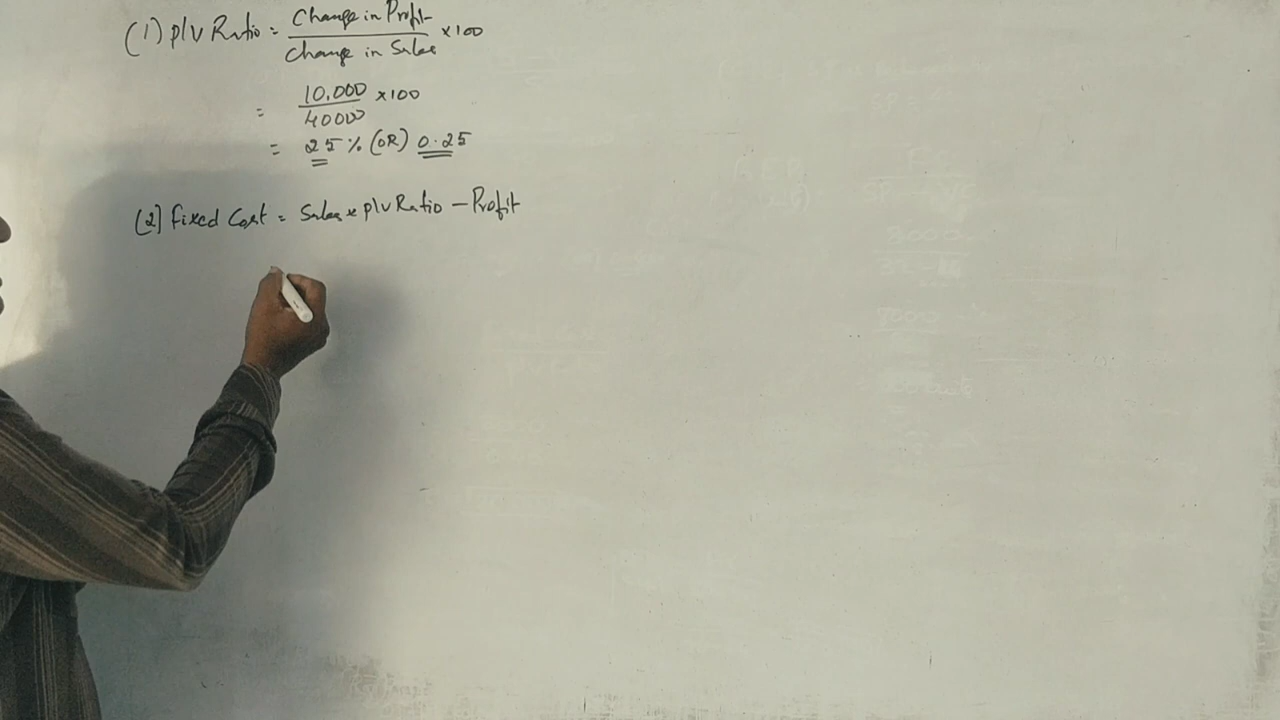 (1) P/V Ratio = Change in Profit / Change in Sales ×100
= 10,000 / 40000 ×100
= 25 % (OR) 0.25
(2) Fixed Cost = Sales × P/V Ratio – Profit